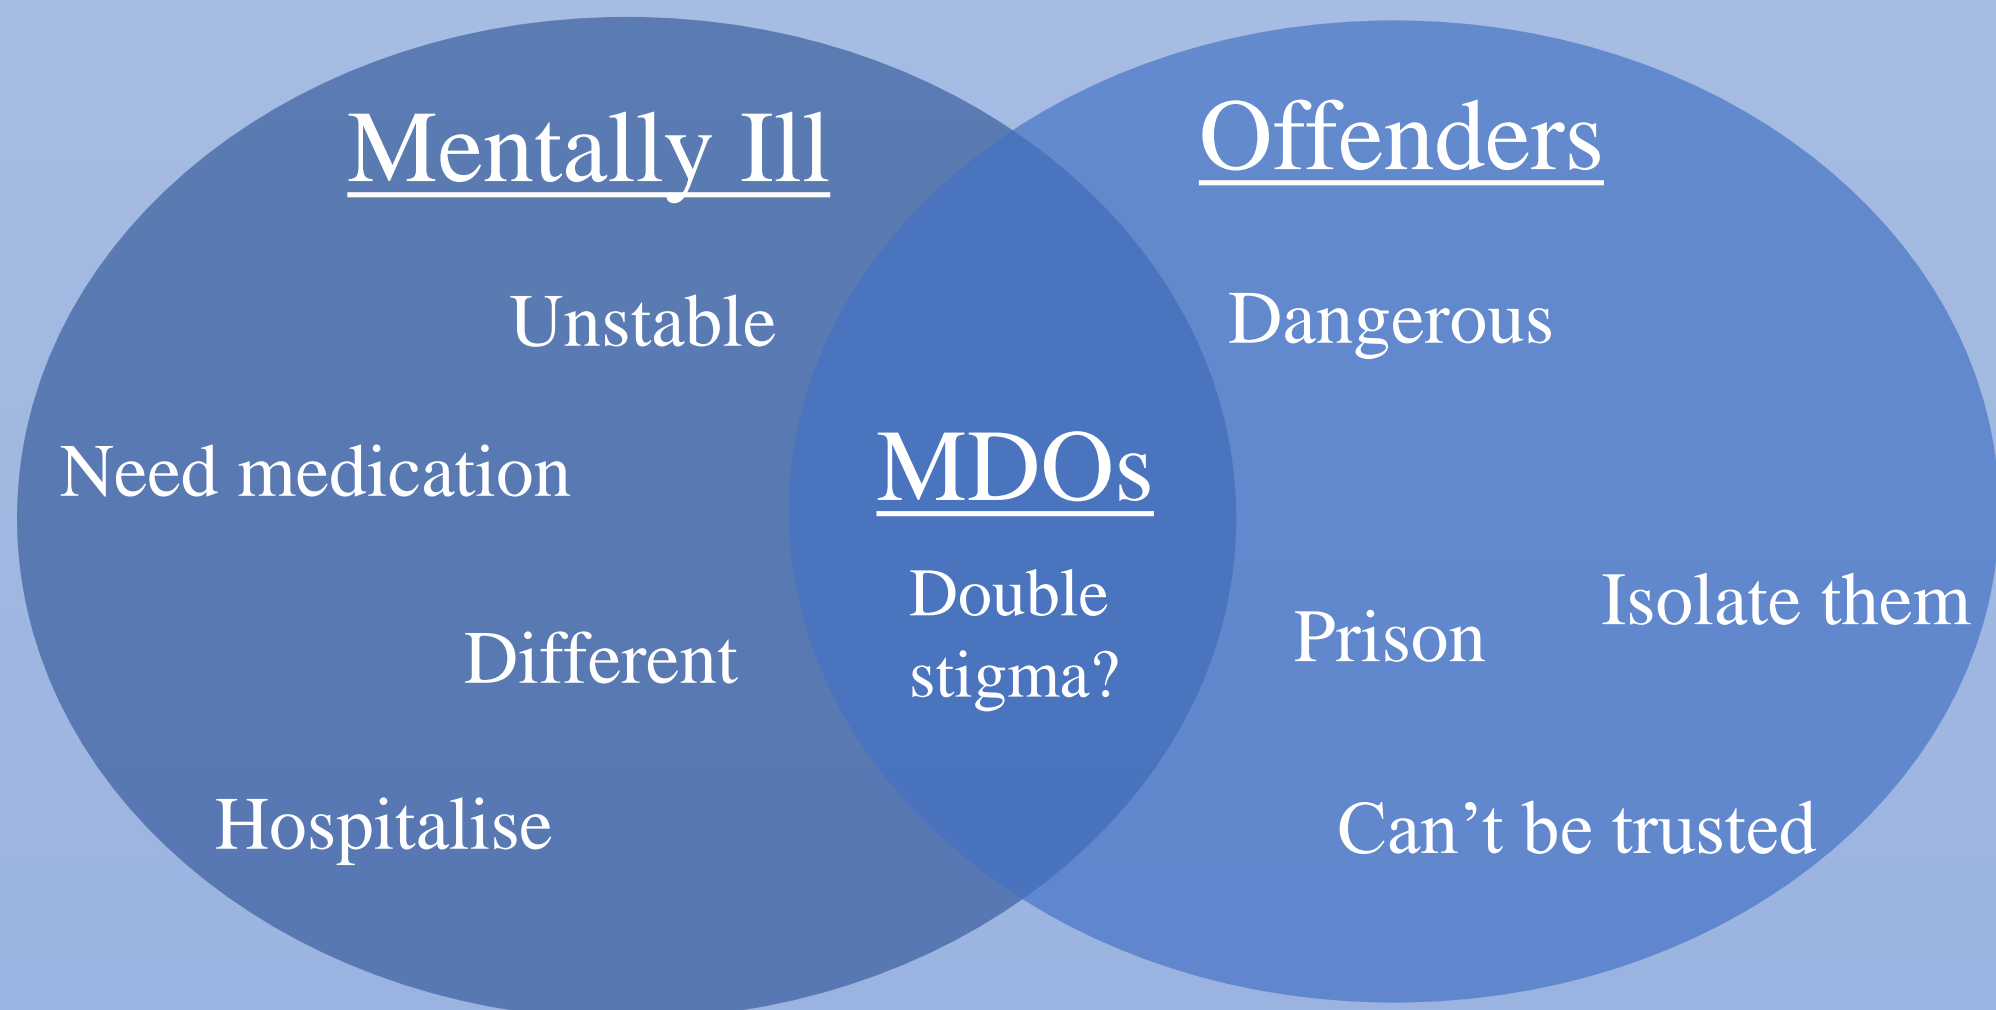 Mentally Ill
Unstable
Need medication
Different
Hospitalise
MDOs
Double
stigma?
Offenders
Dangerous
Isolate them
Prison
Can’t be trusted